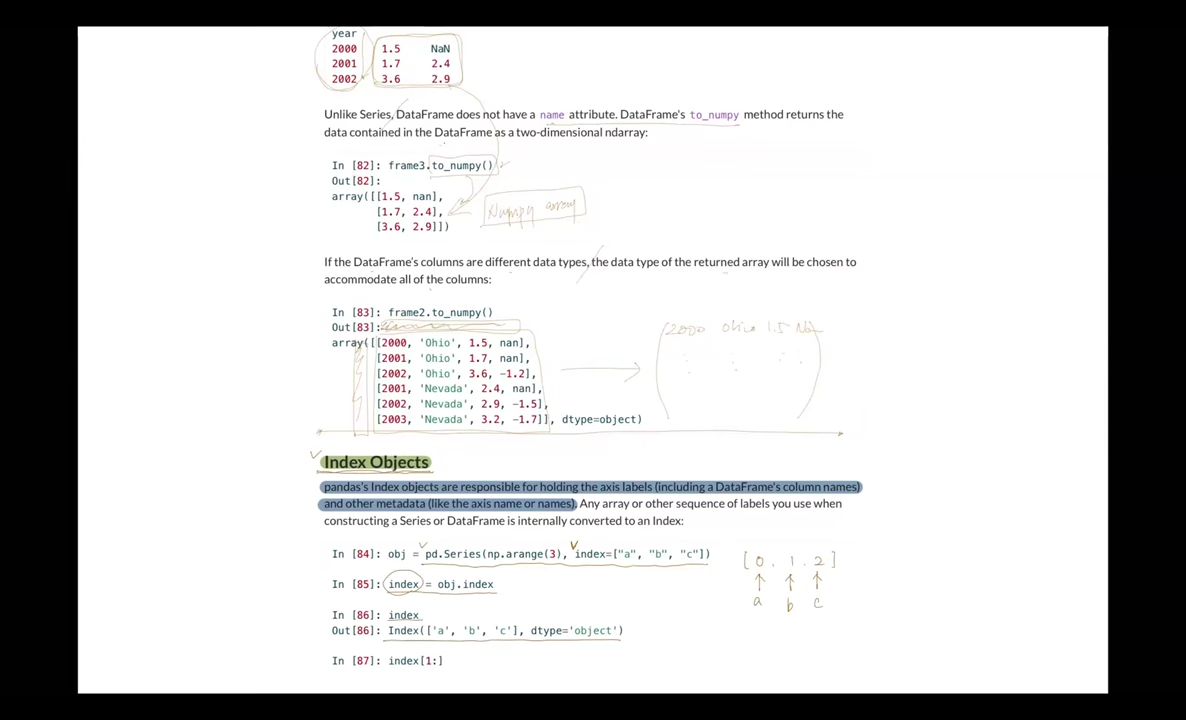 year
2000 1.5 NaN
2001 1.7 2.4
2002 3.6 2.9
Unlike Series, DataFrame does not have a name attribute. DataFrame's to_numpy method returns the
data contained in the DataFrame as a two-dimensional ndarray:
In [82]: frame3.to_numpy()
Out[82]:
array([[1.5, nan],
[1.7, 2.4],
[3.6, 2.9]])
Numpy array
If the DataFrame’s columns are different data types, the data type of the returned array will be chosen to
accommodate all of the columns:
In [83]: frame2.to_numpy()
Out[83]:
array([[2000, 'Ohio', 1.5, nan],
[2001, 'Ohio', 1.7, nan],
[2002, 'Ohio', 3.6, -1.2],
[2001, 'Nevada', 2.4, nan],
[2002, 'Nevada', 2.9, -1.5],
[2003, 'Nevada', 3.2, -1.7]], dtype=object)
2000 Ohio 1.5
Index Objects
pandas’s Index objects are responsible for holding the axis labels (including a DataFrame's column names)
and other metadata (like the axis name or names). Any array or other sequence of labels you use when
constructing a Series or DataFrame is internally converted to an Index:
In [84]: obj = pd.Series(np.arange(3), index=["a", "b", "c"])
[0. 1. 2]
a b c
In [85]: index = obj.index
In [86]: index
Out[86]: Index(['a', 'b', 'c'], dtype='object')
In [87]: index[1:]